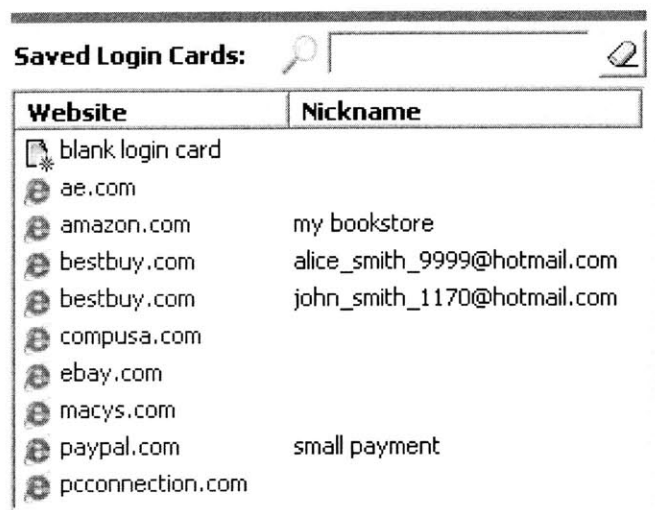 Saved Login Cards:
Website Nickname
blank login card
ae.com
amazon.com my bookstore
bestbuy.com alice_smith_9999@hotmail.com
bestbuy.com john_smith_1170@hotmail.com
compusa.com
ebay.com
macys.com
paypal.com small payment
pcconnection.com